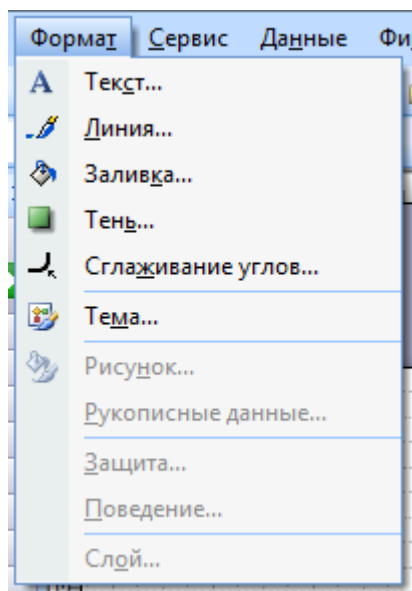 Формат Сервис Данные
Текст...
Линия...
Заливка...
Тень...
Сглаживание углов...
Тема...
Рисунок...
Рукописные данные...
Защита...
Поведение...
Слой...